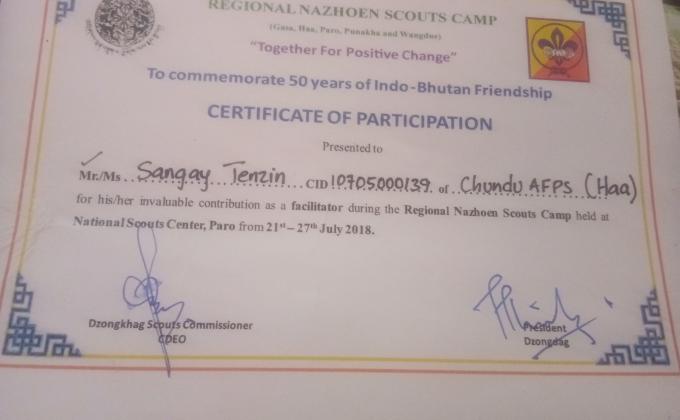 REGIONAL NAZHOEN SCOUTS CAMP
(Gasa, Haa, Paro, Punakha and Wangdue)
"Together For Positive Change"
To commemorate 50 years of Indo-Bhutan Friendship
CERTIFICATE OF PARTICIPATION
Presented to
Mr./Ms..Sangay Tenzin...CID 10705000139. of .Chundu AFPS (Haa)
for his/her invaluable contribution as a facilitator during the Regional Nazhoen Scouts Camp held at
National Scouts Center, Paro from 21st – 27th July 2018.
Dzongkhag Scouts Commissioner
CDEO
President
Dzongdag